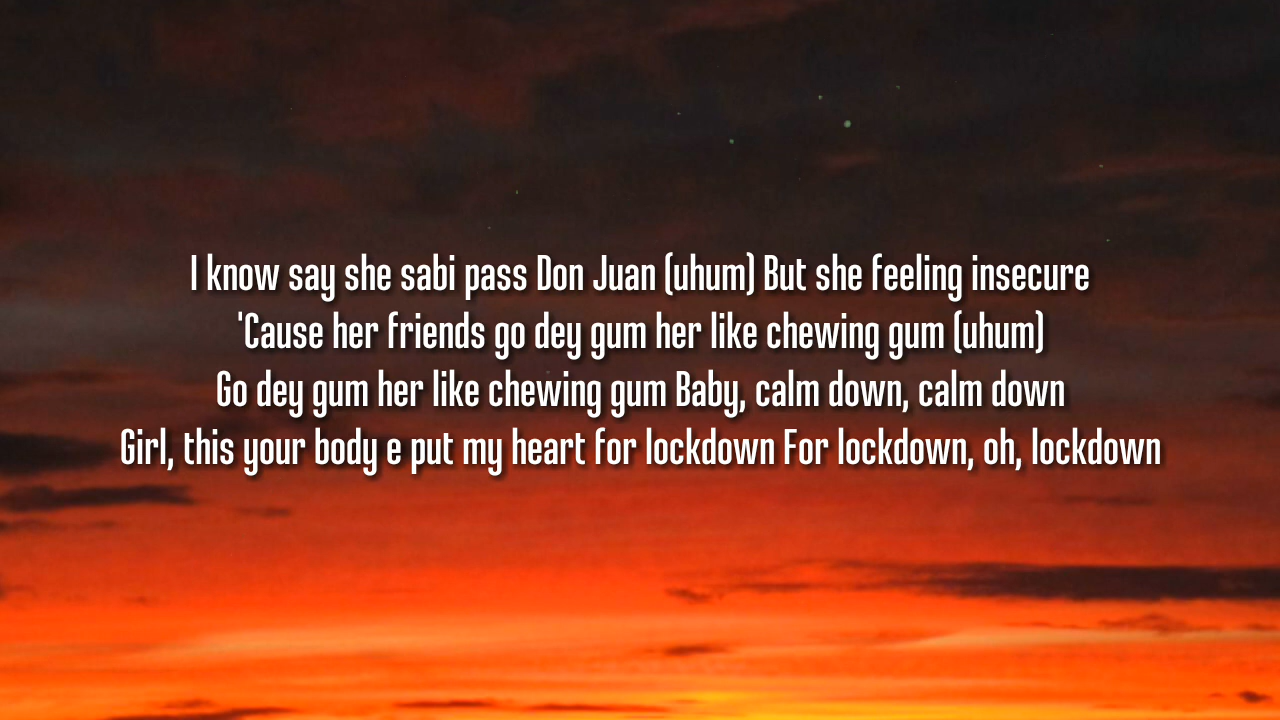 I know say she sabi pass Don Juan (uhum) But she feeling insecure
'Cause her friends go dey gum her like chewing gum (uhum)
Go dey gum her like chewing gum Baby, calm down, calm down
Girl, this your body e put my heart for lockdown For lockdown, oh, lockdown